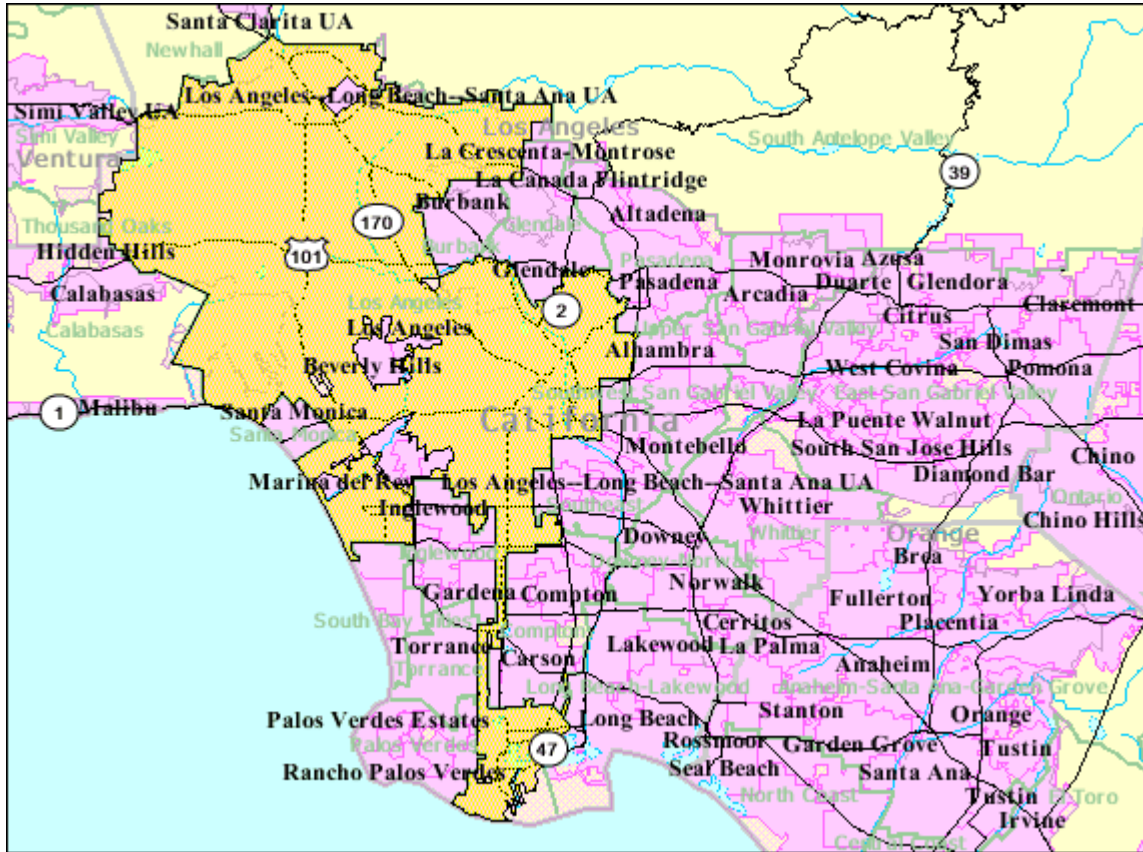 Santa Clarita UA
Newhall
Los Angeles--Long Beach--Santa Ana UA
Simi Valley UA
Los Angeles
Simi Valley
South Antelope Valley
Ventura
La Crescenta-Montrose
39
La Canada Flintridge
Burbank
Altadena
170
Glendale
Thousand Oaks
Burbank
Hidden Hills
101
Pasadena
Monrovia
Azusa
Glendale
Pasadena
Duarte
Glendora
Calabasas
Arcadia
Los Angeles
Claremont
2
Citrus
Calabasas
Los Angeles
Upper San Gabriel Valley
San Dimas
Alhambra
Beverly Hills
West Covina
Pomona
Southwest San Gabriel Valley
East San Gabriel Valley
1
Malibu
Santa Monica
California
La Puente
Walnut
Santa Monica
Montebello
South San Jose Hills
Chino
Diamond Bar
Marina del Rey
Los Angeles--Long Beach--Santa Ana UA
Ontario
Inglewood
Southeast
Whittier
Chino Hills
Downey
Whittier
Orange
Inglewood
Downey-Norwalk
Brea
Norwalk
Gardena
Compton
Fullerton
Yorba Linda
South Bay Cities
Cerritos
Placentia
Compton
Torrance
Lakewood
La Palma
Carson
Anaheim
Torrance
Long Beach-Lakewood
Anaheim-Santa Ana-Garden Grove
Stanton
Orange
Palos Verdes Estates
Long Beach
Palos Verdes
47
Rossmoor
Garden Grove
Tustin
Rancho Palos Verdes
Seal Beach
Santa Ana
North Coast
Tustin
El Toro
Irvine
Central Coast